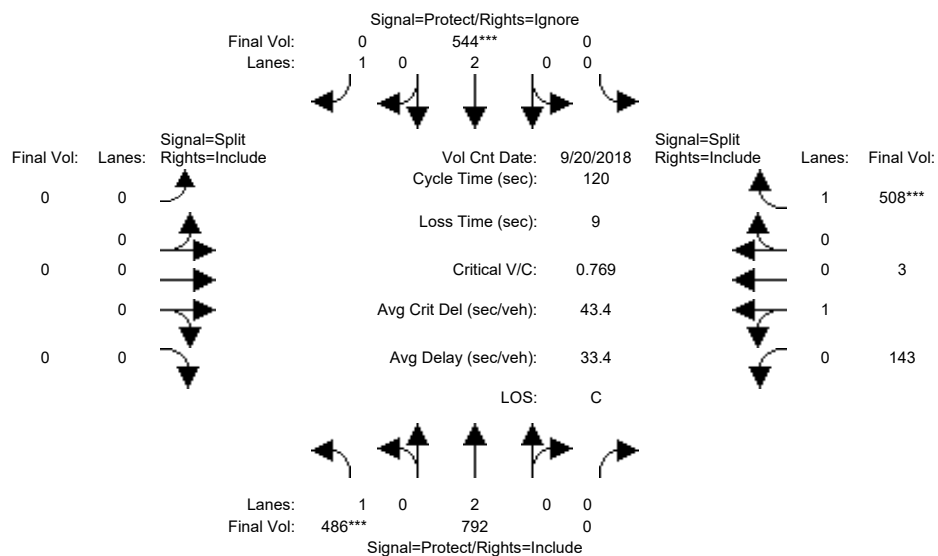 Signal=Protect/Rights=Ignore
Final Vol: 0 544*** 0
Lanes: 1 0 2 0 0
Signal=Split
Final Vol: Lanes: Rights=Include
Vol Cnt Date: 9/20/2018
Signal=Split
Rights=Include Lanes: Final Vol:
Cycle Time (sec): 120
0 0
1 508***
Loss Time (sec): 9
0
0
0 0
Critical V/C: 0.769
0 3
0
Avg Crit Del (sec/veh): 43.4
1
0 0
Avg Delay (sec/veh): 33.4
0 143
LOS: C
Lanes: 1 0 2 0 0
Final Vol: 486*** 792 0
Signal=Protect/Rights=Include